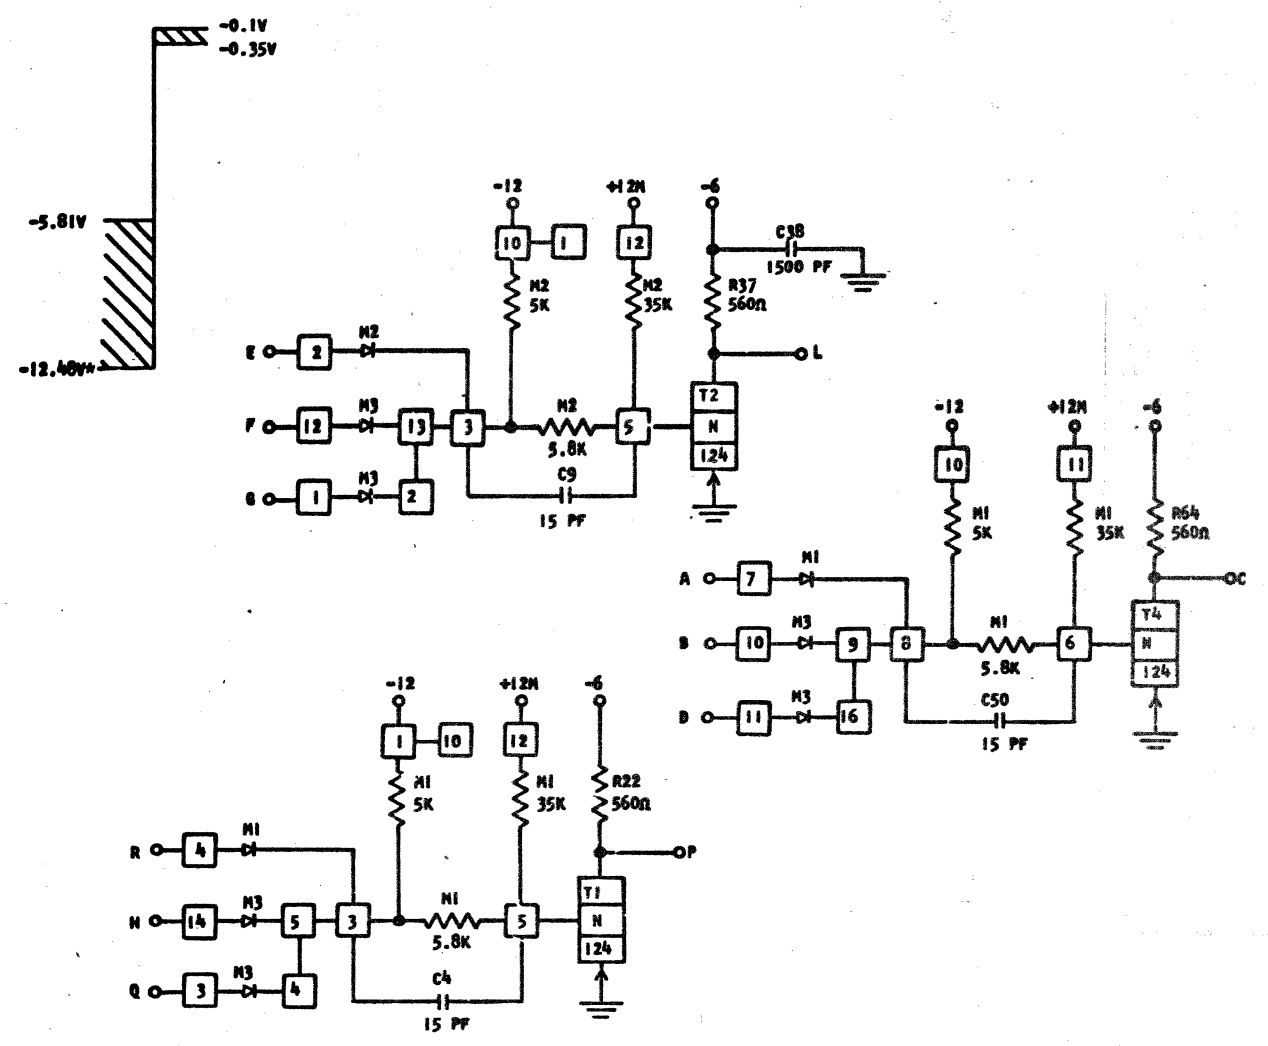 -0.1V
-0.35V
-5.81V
-12.48V*
-12
+12M
-6
10
1
12
C38
1500 PF
M2
5K
M2
35K
R37
560Ω
E
2
M2
L
F
12
M3
13
3
M2
5.8K
5
T2
N
124
G
1
M3
2
C9
15 PF
-12
+12M
-6
10
11
M1
5K
M1
35K
R64
560Ω
A
7
M1
C
B
10
M3
9
8
M1
5.8K
6
T4
N
124
D
11
M3
16
C50
15 PF
-12
+12M
-6
1
10
12
M1
5K
M1
35K
R22
560Ω
R
4
M1
P
N
14
M3
5
3
M1
5.8K
5
T1
N
124
Q
3
M3
4
C4
15 PF